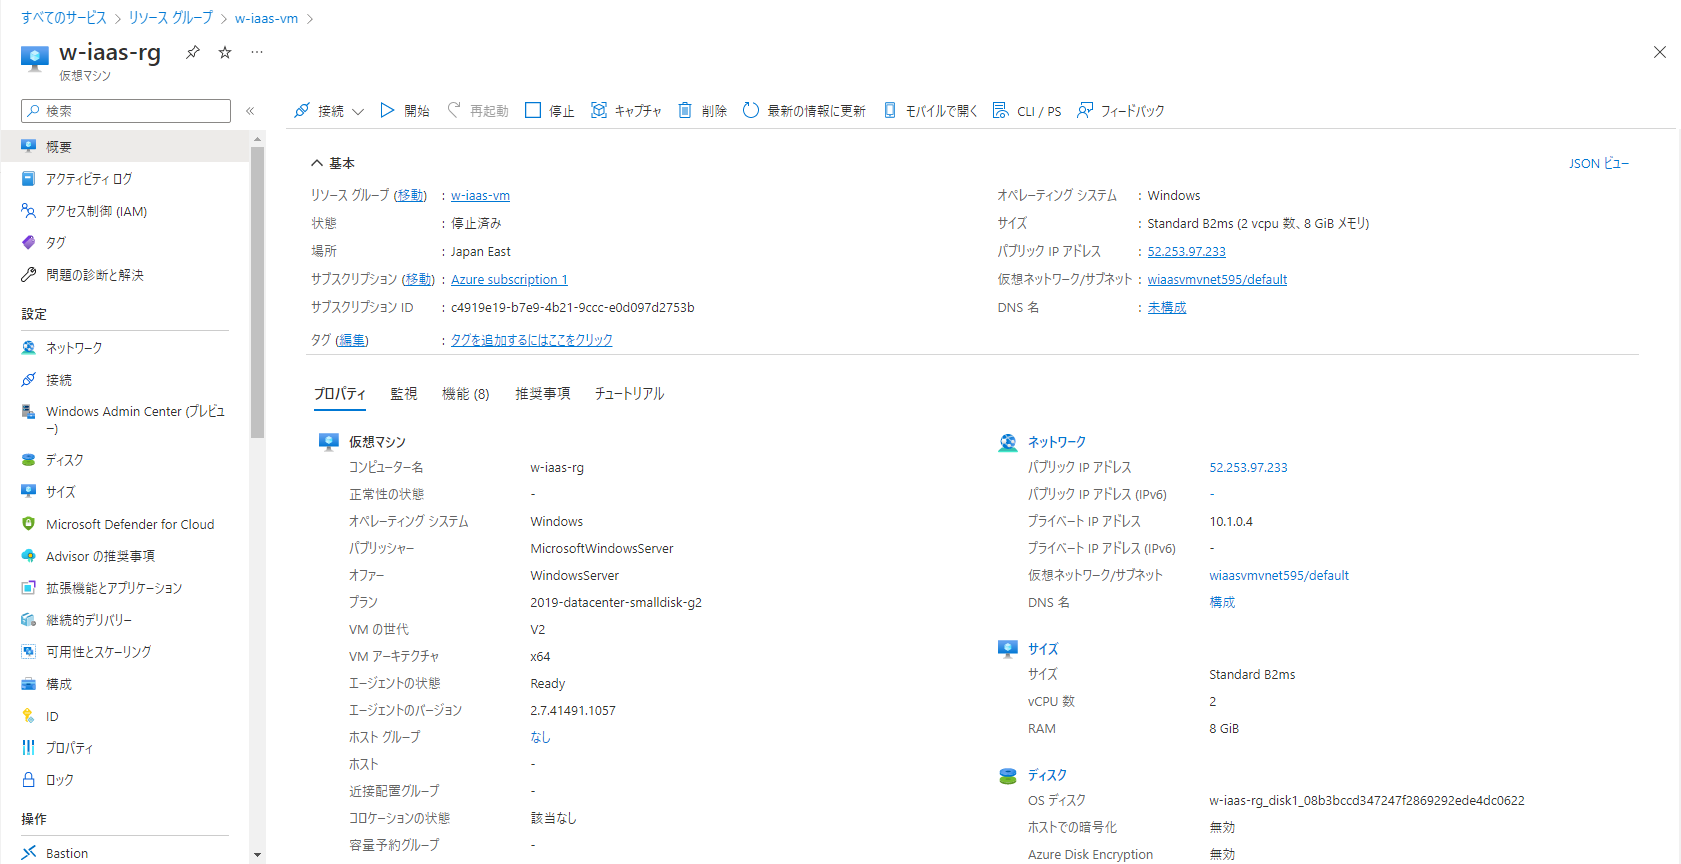 すべてのサービス > リソース グループ > w-iaas-vm >
w-iaas-rg
仮想マシン
検索
接続 開始 再起動 停止 キャプチャ 削除 最新の情報に更新 モバイルで開く CLI / PS フィードバック
概要
アクティビティ ログ
アクセス制御 (IAM)
タグ
問題の診断と解決
設定
ネットワーク
接続
Windows Admin Center (プレビュ
ー)
ディスク
サイズ
Microsoft Defender for Cloud
Advisor の推奨事項
拡張機能とアプリケーション
継続的デリバリー
可用性とスケーリング
構成
ID
プロパティ
ロック
操作
Bastion
基本
JSON ビュー
リソース グループ (移動) : w-iaas-vm
状態 : 停止済み
場所 : Japan East
サブスクリプション (移動) : Azure subscription 1
サブスクリプション ID : c4919e19-b7e9-4b21-9ccc-e0d097d2753b
タグ (編集) : タグを追加するにはここをクリック
オペレーティング システム : Windows
サイズ : Standard B2ms (2 vcpu 数、8 GiB メモリ)
パブリック IP アドレス : 52.253.97.233
仮想ネットワーク/サブネット : wiaasvmvnet595/default
DNS 名 : 未構成
プロパティ 監視 機能 (8) 推奨事項 チュートリアル
仮想マシン
コンピューター名 w-iaas-rg
正常性の状態 -
オペレーティング システム Windows
パブリッシャー MicrosoftWindowsServer
オファー WindowsServer
プラン 2019-datacenter-smalldisk-g2
VM の世代 V2
VM アーキテクチャ x64
エージェントの状態 Ready
エージェントのバージョン 2.7.41491.1057
ホスト グループ なし
ホスト -
近接配置グループ -
コロケーションの状態 該当なし
容量予約グループ -
ネットワーク
パブリック IP アドレス 52.253.97.233
パブリック IP アドレス (IPv6) -
プライベート IP アドレス 10.1.0.4
プライベート IP アドレス (IPv6) -
仮想ネットワーク/サブネット wiaasvmvnet595/default
DNS 名 構成
サイズ
サイズ Standard B2ms
vCPU 数 2
RAM 8 GiB
ディスク
OS ディスク w-iaas-rg_disk1_08b3bccd347247f2869292ede4dc0622
ホストでの暗号化 無効
Azure Disk Encryption 無効